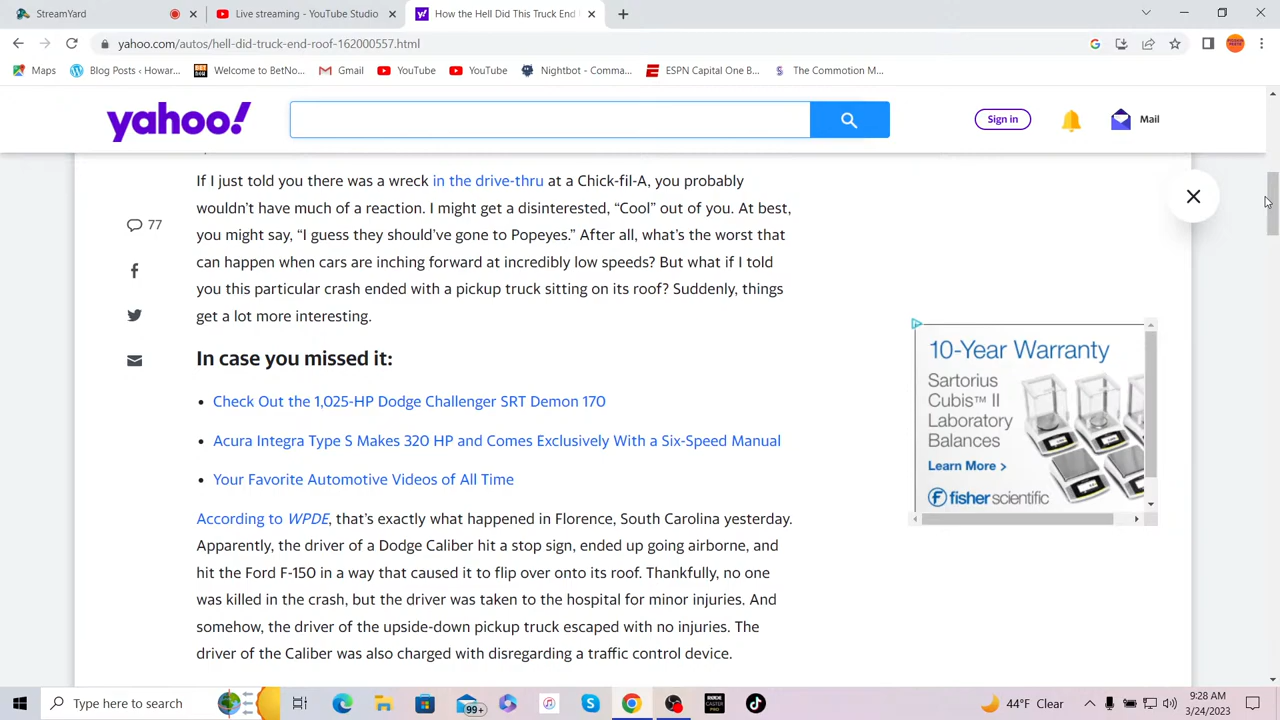 StreamYard
Live streaming - YouTube Studio
How the Hell Did This Truck End
yahoo.com/autos/hell-did-truck-end-roof-162000557.html
Maps
Blog Posts ‹ Howar...
Welcome to BetNo...
Gmail
YouTube
YouTube
Nightbot - Comma...
ESPN Capital One B...
The Commotion M...
yahoo!
Sign in
Mail
If I just told you there was a wreck in the drive-thru at a Chick-fil-A, you probably
wouldn't have much of a reaction. I might get a disinterested, “Cool” out of you. At best,
you might say, “I guess they should've gone to Popeyes.” After all, what's the worst that
can happen when cars are inching forward at incredibly low speeds? But what if I told
you this particular crash ended with a pickup truck sitting on its roof? Suddenly, things
get a lot more interesting.
77
In case you missed it:
Check Out the 1,025-HP Dodge Challenger SRT Demon 170
Acura Integra Type S Makes 320 HP and Comes Exclusively With a Six-Speed Manual
Your Favorite Automotive Videos of All Time
According to WPDE, that's exactly what happened in Florence, South Carolina yesterday.
Apparently, the driver of a Dodge Caliber hit a stop sign, ended up going airborne, and
hit the Ford F-150 in a way that caused it to flip over onto its roof. Thankfully, no one
was killed in the crash, but the driver was taken to the hospital for minor injuries. And
somehow, the driver of the upside-down pickup truck escaped with no injuries. The
driver of the Caliber was also charged with disregarding a traffic control device.
10-Year Warranty
Sartorius
Cubis™ II
Laboratory
Balances
Learn More >
fisher scientific
Type here to search
99+
44°F Clear
9:28 AM
3/24/2023